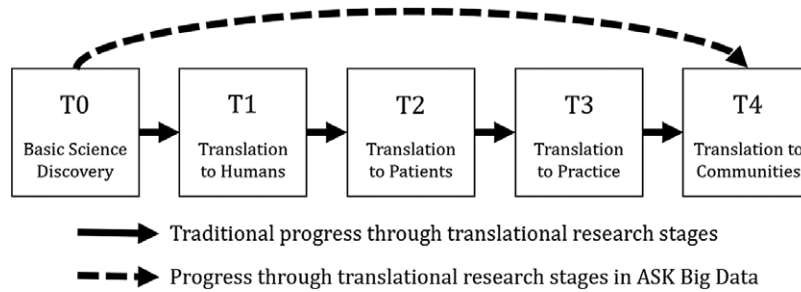 T0
Basic Science
Discovery
T1
Translation
to Humans
T2
Translation
to Patients
T3
Translation
to Practice
T4
Translation to
Communities
Traditional progress through translational research stages
Progress through translational research stages in ASK Big Data